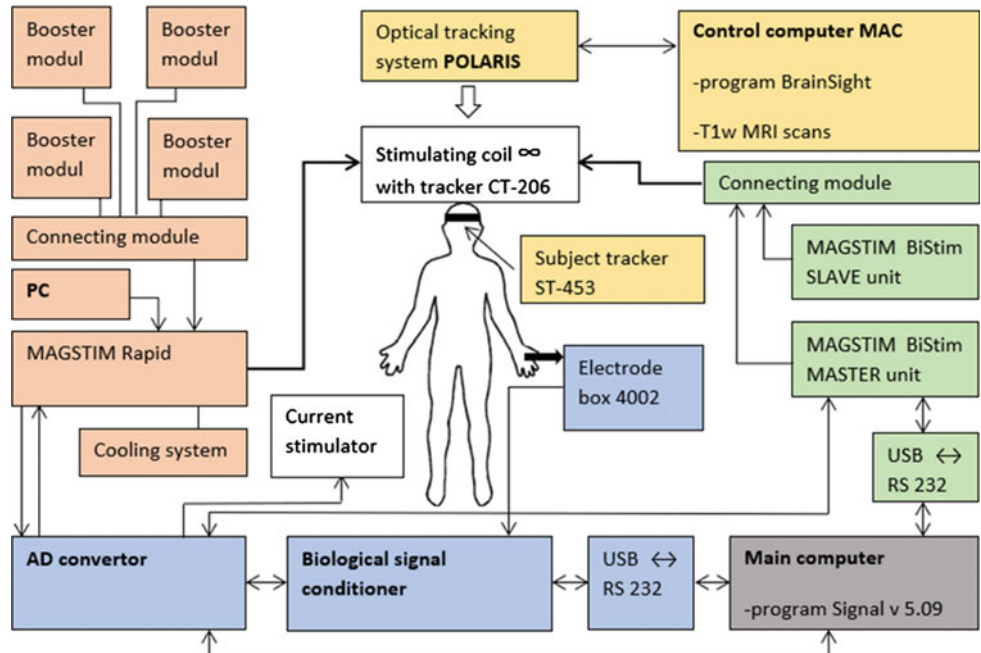 Booster
modul
Booster
modul
Optical tracking
system POLARIS
Control computer MAC
-program BrainSight
-T1w MRI scans
Booster
modul
Booster
modul
Stimulating coil ∞
with tracker CT-206
Connecting module
Connecting module
Subject tracker
ST-453
MAGSTIM BiStim
SLAVE unit
PC
MAGSTIM Rapid
MAGSTIM BiStim
MASTER unit
Electrode
box 4002
Current
stimulator
Cooling system
USB ↔
RS 232
AD convertor
Biological signal
conditioner
USB ↔
RS 232
Main computer
-program Signal v 5.09